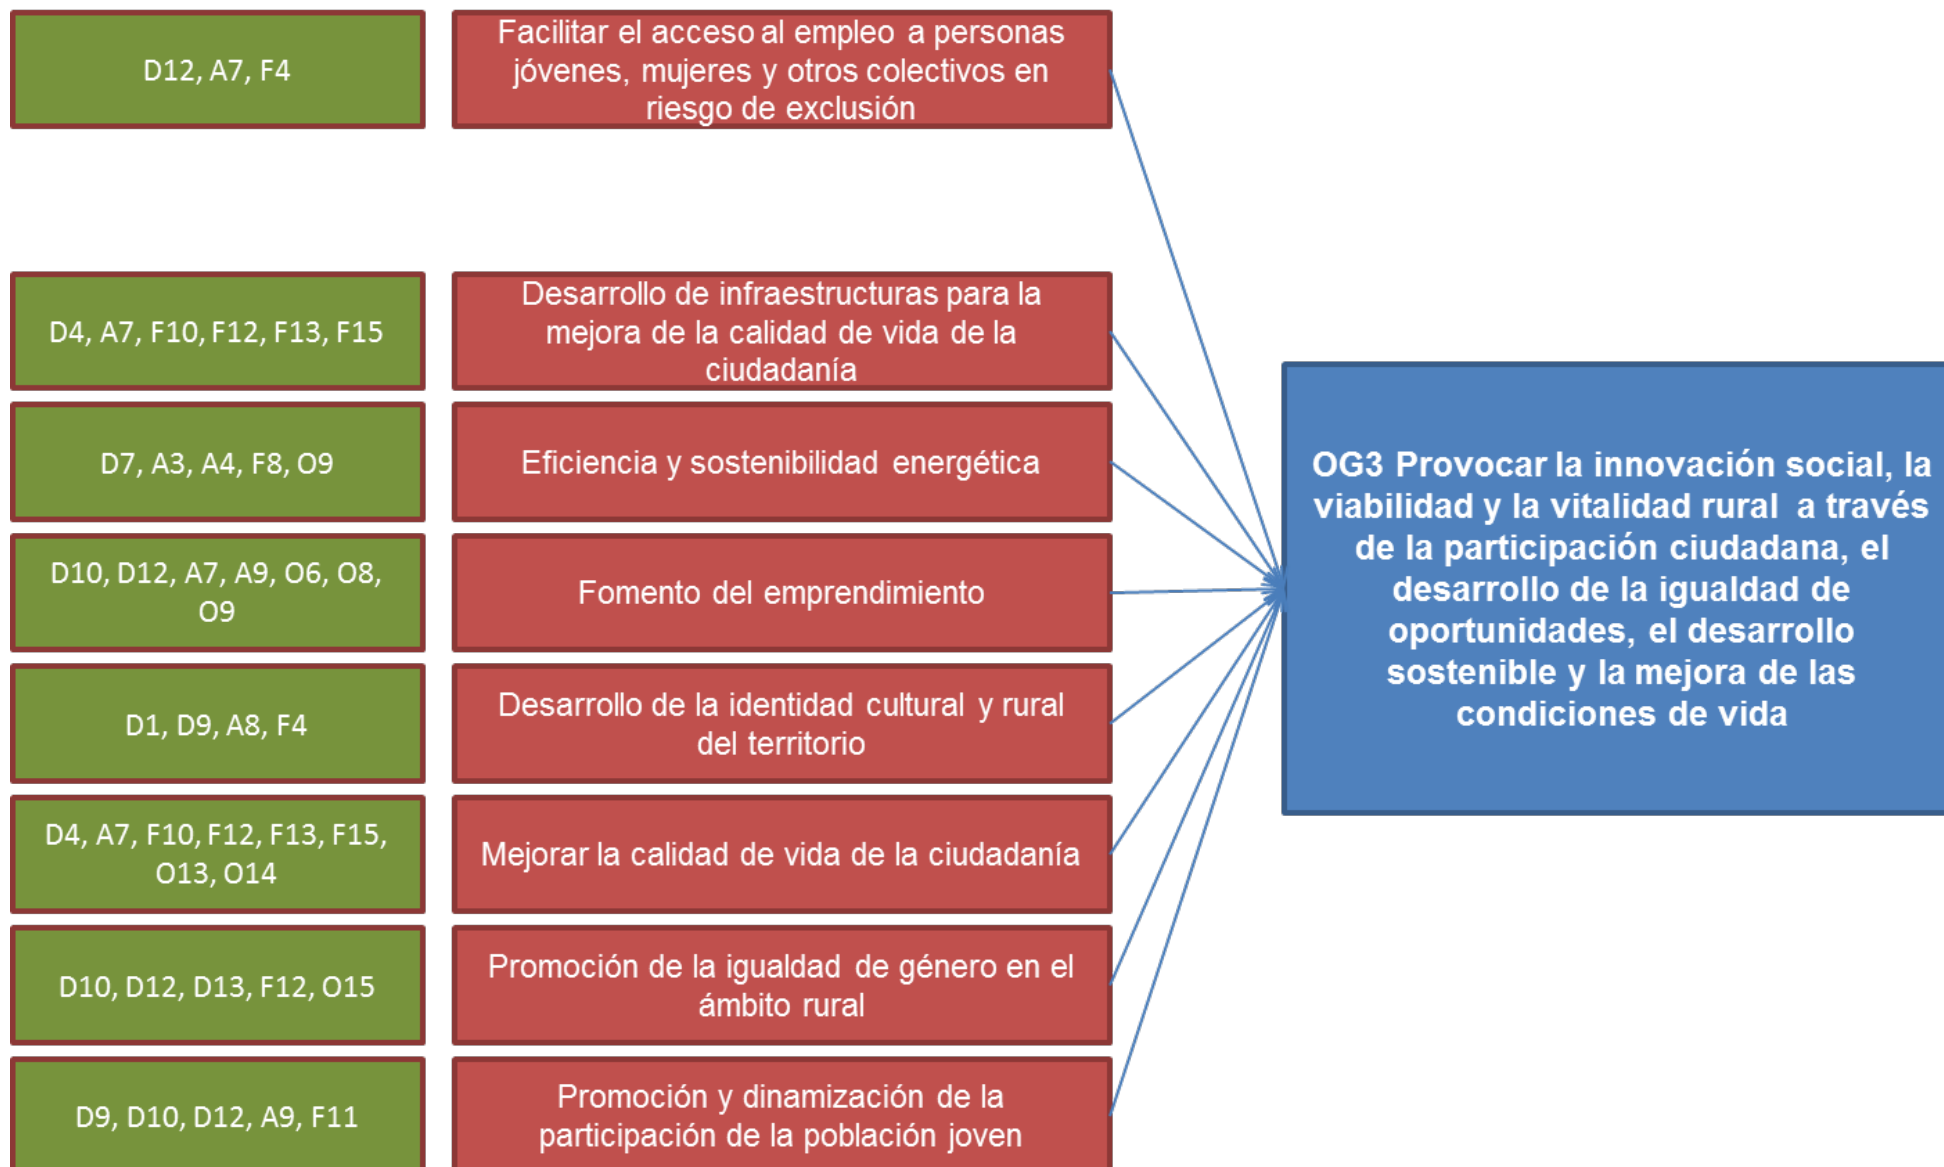 D12, A7, F4
Facilitar el acceso al empleo a personas
jóvenes, mujeres y otros colectivos en
riesgo de exclusión
D4, A7, F10, F12, F13, F15
Desarrollo de infraestructuras para la
mejora de la calidad de vida de la
ciudadanía
D7, A3, A4, F8, O9
Eficiencia y sostenibilidad energética
D10, D12, A7, A9, O6, O8,
O9
Fomento del emprendimiento
D1, D9, A8, F4
Desarrollo de la identidad cultural y rural
del territorio
D4, A7, F10, F12, F13, F15,
O13, O14
Mejorar la calidad de vida de la ciudadanía
D10, D12, D13, F12, O15
Promoción de la igualdad de género en el
ámbito rural
D9, D10, D12, A9, F11
Promoción y dinamización de la
participación de la población joven
OG3 Provocar la innovación social, la
viabilidad y la vitalidad rural a través
de la participación ciudadana, el
desarrollo de la igualdad de
oportunidades, el desarrollo
sostenible y la mejora de las
condiciones de vida